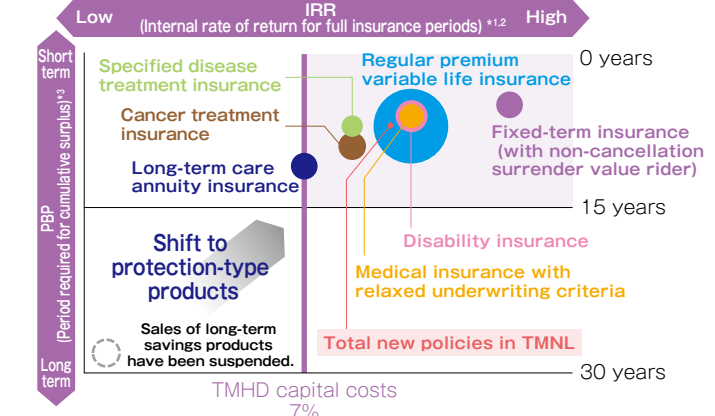 IRR
Low
(Internal rate of return for full insurance periods) *1,2
High
Short
term
0 years
Specified disease
treatment insurance
Regular premium
variable life insurance
Cancer treatment
insurance
Fixed-term insurance
(with non-cancellation
surrender value rider)
Long-term care
annuity insurance
PBP
(Period required for cumulative surplus)*3
15 years
Shift to
protection-type
products
Disability insurance
Medical insurance with
relaxed underwriting criteria
Sales of long-term
savings products
have been suspended.
Total new policies in TMNL
Long
term
30 years
TMHD capital costs
7%